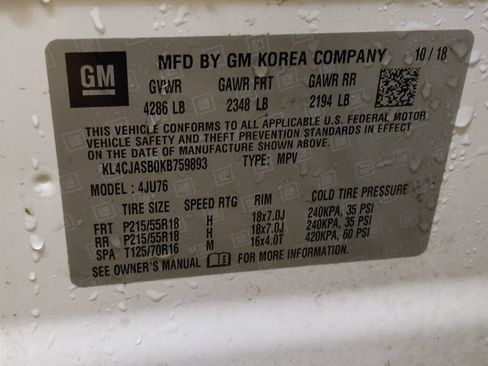 GM
MFD BY GM KOREA COMPANY 10 / 18
GVWR GAWR FRT GAWR RR
4286 LB 2348 LB 2194 LB
THIS VEHICLE CONFORMS TO ALL APPLICABLE U.S. FEDERAL MOTOR
VEHICLE SAFETY AND THEFT PREVENTION STANDARDS IN EFFECT
ON THE DATE OF MANUFACTURE SHOWN ABOVE.
KL4CJASB0KB759893 TYPE: MPV
MODEL: 4JU76
TIRE SIZE SPEED RTG RIM COLD TIRE PRESSURE
FRT P215/55R18 H 18x7.0J 240KPA, 35 PSI
RR P215/55R18 H 18x7.0J 240KPA, 35 PSI
SPA T125/70R16 M 16x4.0T 420KPA, 60 PSI
SEE OWNER'S MANUAL FOR MORE INFORMATION.